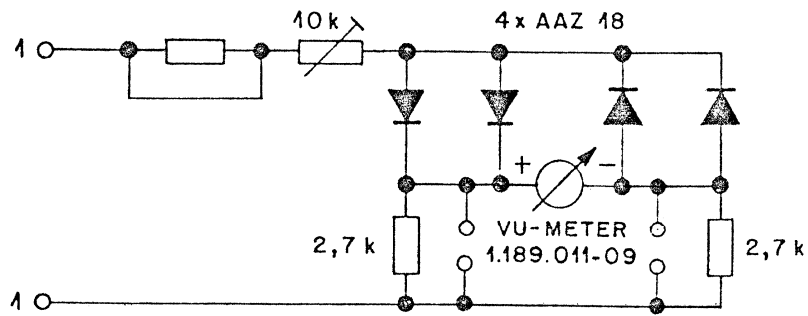 10 k
4 x AAZ 18
1
+ -
2,7 k
VU-METER
1.189.011-09
2,7 k
1